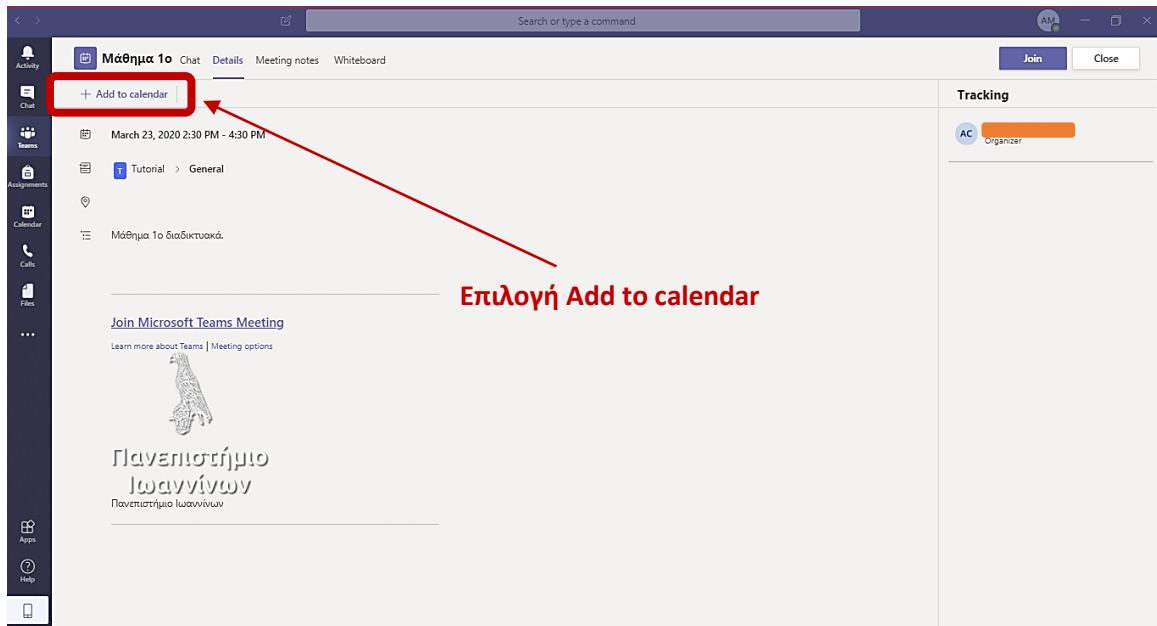 Search or type a command
AM
Activity
Chat
Teams
Assignments
Calendar
Calls
Files
Apps
Help
Μάθημα 1ο Chat Details Meeting notes Whiteboard
Join Close
+ Add to calendar
March 23, 2020 2:30 PM - 4:30 PM
T Tutorial > General
Μάθημα 1ο διαδικτυακά.
Join Microsoft Teams Meeting
Learn more about Teams | Meeting options
Πανεπιστήμιο
Ιωαννίνων
Πανεπιστήμιο Ιωαννίνων
Επιλογή Add to calendar
Tracking
AC
Organizer